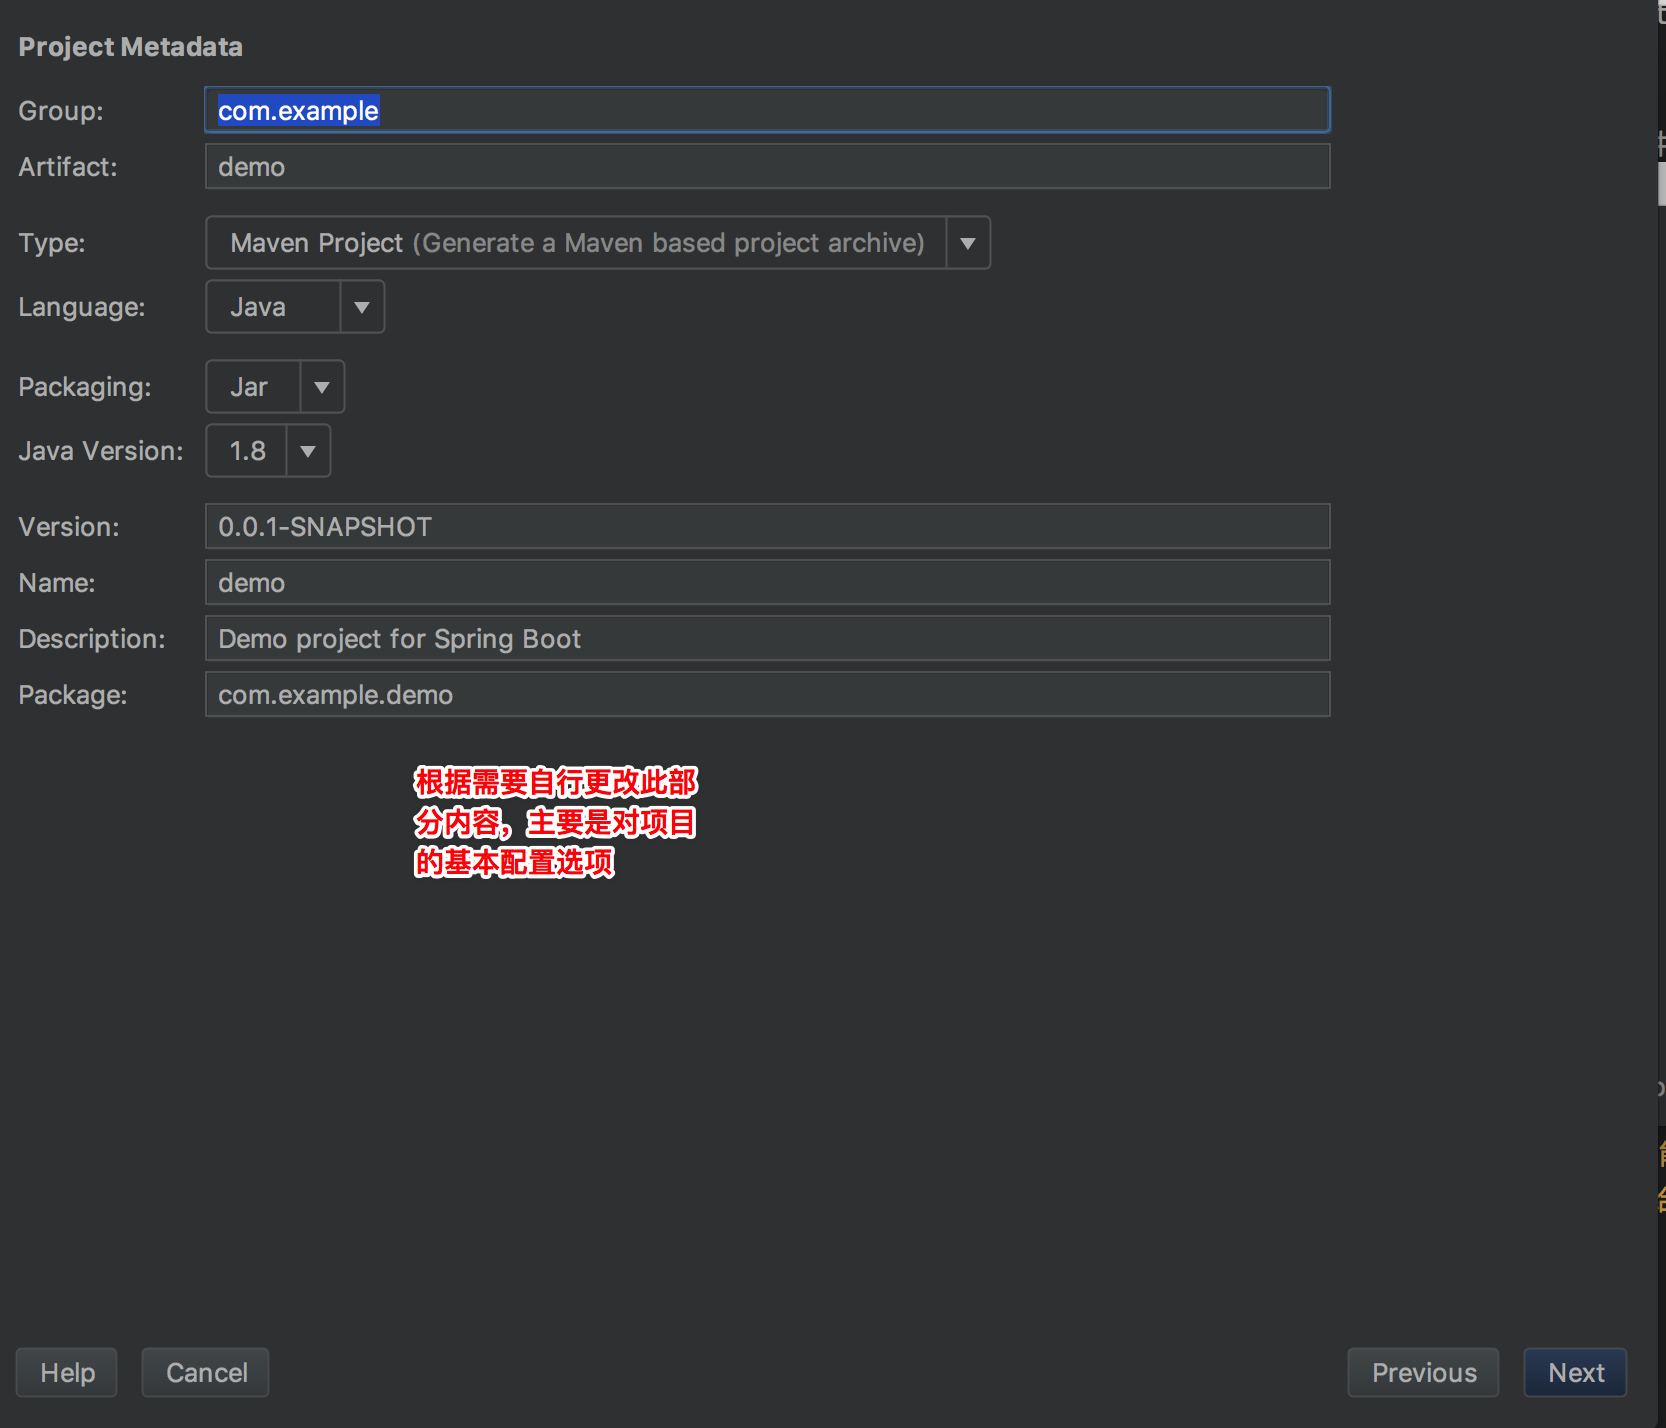 Project Metadata
Group: com.example
Artifact: demo
Type: Maven Project (Generate a Maven based project archive)
Language: Java
Packaging: Jar
Java Version: 1.8
Version: 0.0.1-SNAPSHOT
Name: demo
Description: Demo project for Spring Boot
Package: com.example.demo
根据需要自行更改此部
分内容，主要是对项目
的基本配置选项
Help Cancel Previous Next